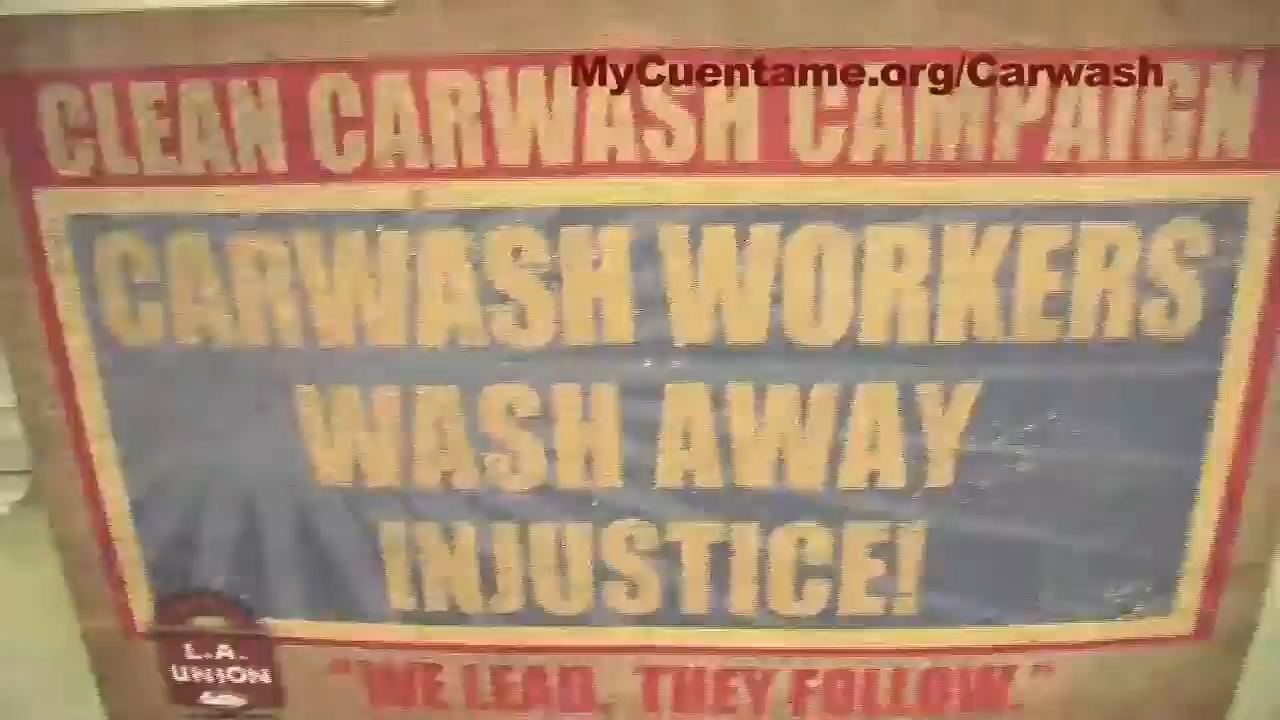 MyCuentame.org/Carwash
CLEAN CARWASH CAMPAIGN
CARWASH WORKERS
WASH AWAY
INJUSTICE!
L.A.
UNION
"WE LEAD, THEY FOLLOW."